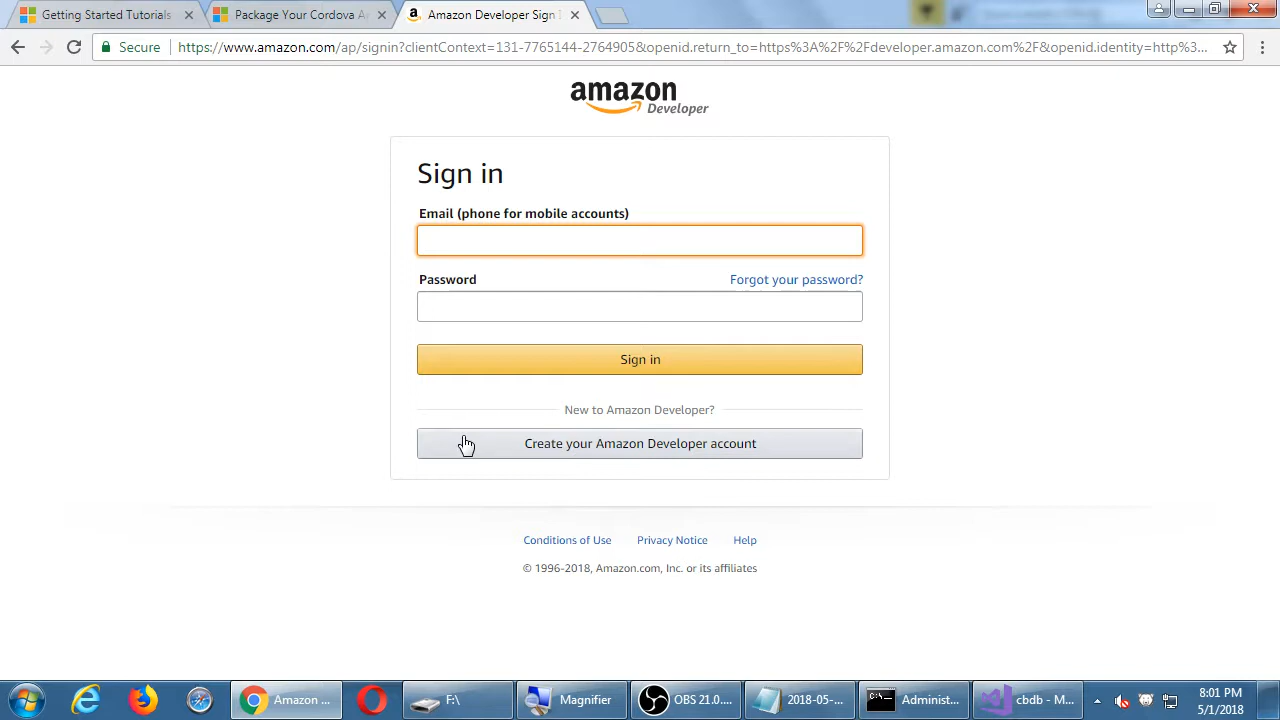 Getting Started Tutorials
Package Your Cordova Ap
Amazon Developer Sign I
Secure
https://www.amazon.com/ap/signin?clientContext=131-7765144-2764905&openid.return_to=https%3A%2F%2Fdeveloper.amazon.com%2F&openid.identity=http%3...
amazon
Developer
Sign in
Email (phone for mobile accounts)
Password
Forgot your password?
Sign in
New to Amazon Developer?
Create your Amazon Developer account
Conditions of Use
Privacy Notice
Help
© 1996-2018, Amazon.com, Inc. or its affiliates
Amazon ...
F:\
Magnifier
OBS 21.0....
2018-05-...
Administ...
cbdb - M...
8:01 PM
5/1/2018